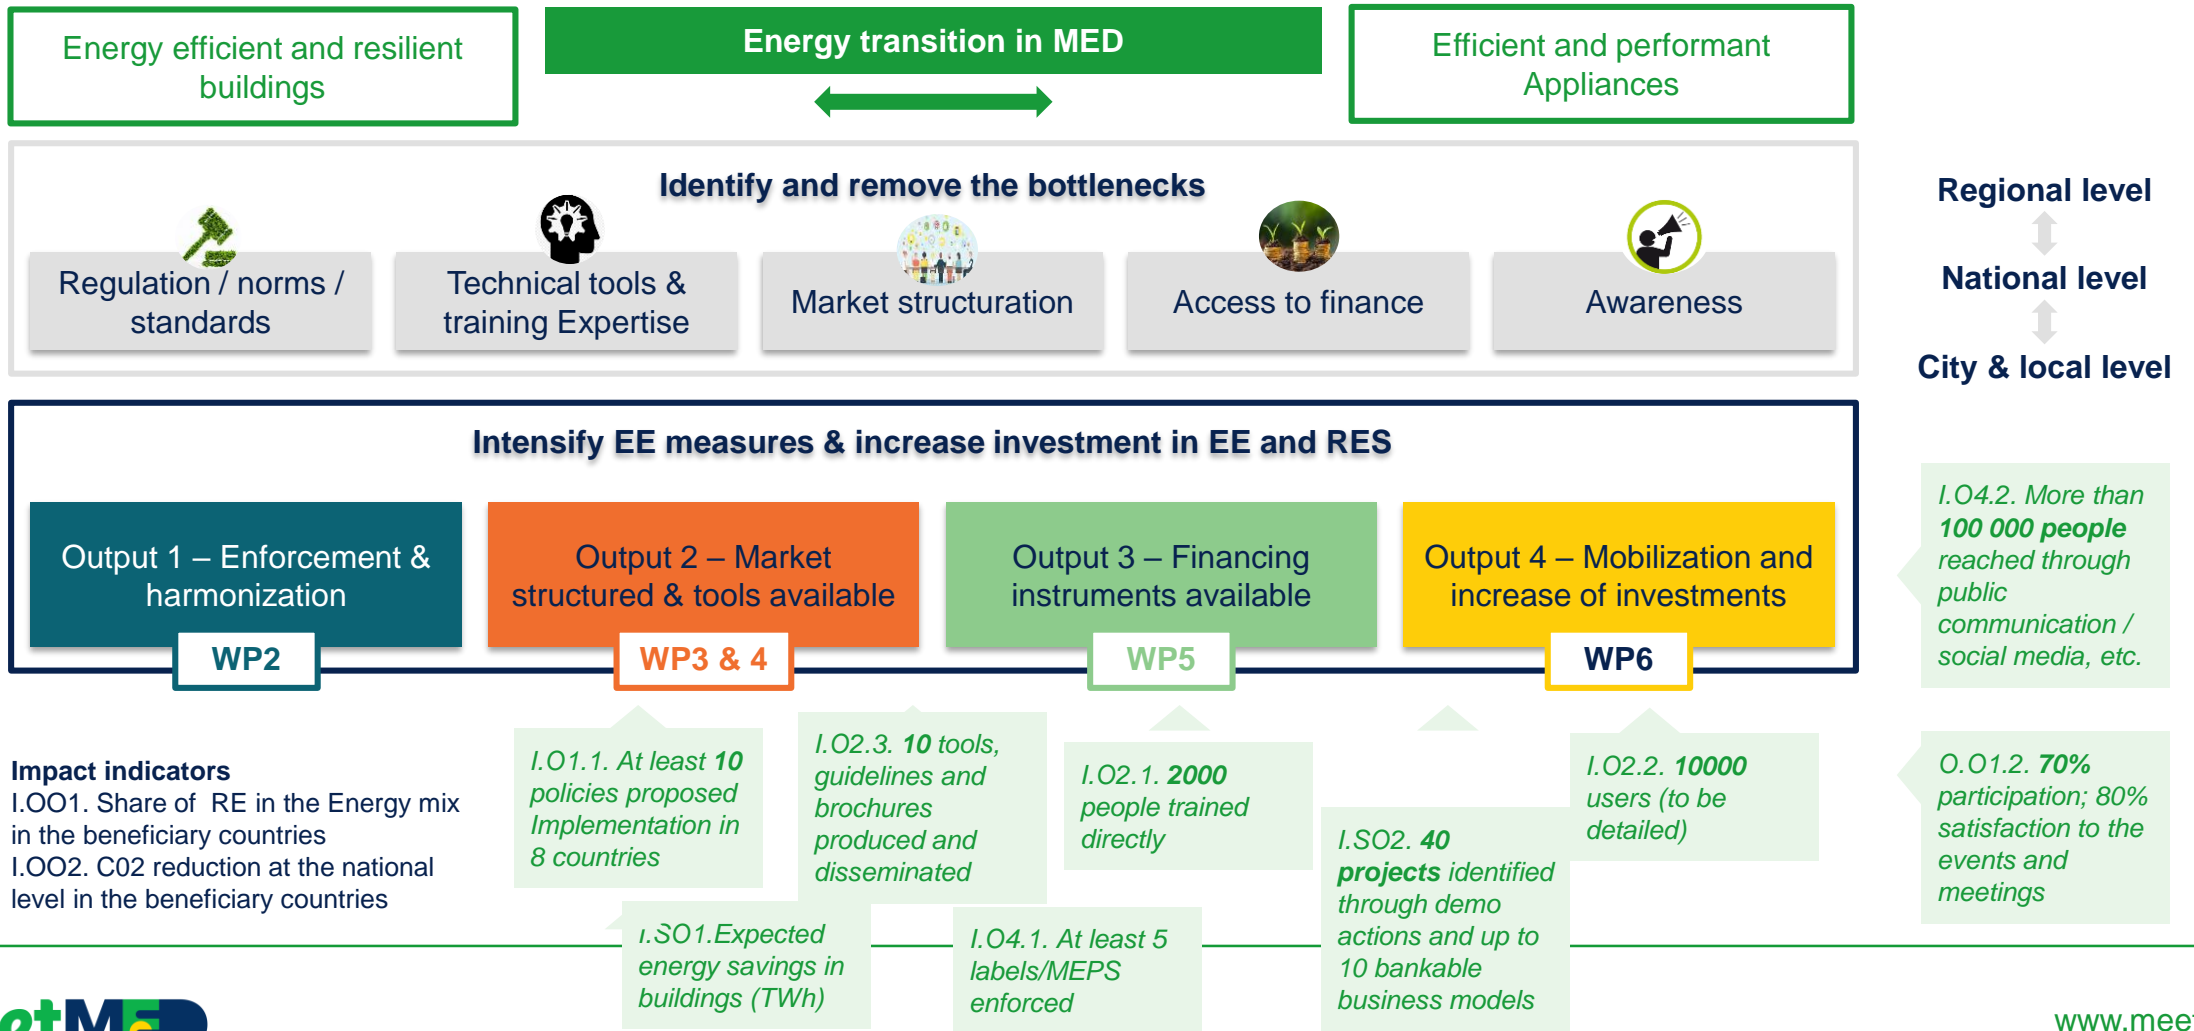 Energy efficient and resilient
buildings
Energy transition in MED
Efficient and performant
Appliances
Identify and remove the bottlenecks
Regulation / norms /
standards
Technical tools &
training Expertise
Market structuration
Access to finance
Awareness
Regional level
National level
City & local level
Intensify EE measures & increase investment in EE and RES
Output 1 – Enforcement &
harmonization
WP2
Output 2 – Market
structured & tools available
WP3 & 4
Output 3 – Financing
instruments available
WP5
Output 4 – Mobilization and
increase of investments
WP6
I.O4.2. More than
100 000 people
reached through
public
communication /
social media, etc.
Impact indicators
I.OO1. Share of  RE in the Energy mix
in the beneficiary countries
I.OO2. C02 reduction at the national
level in the beneficiary countries
I.O1.1. At least 10
policies proposed
Implementation in
8 countries
I.O2.3. 10 tools,
guidelines and
brochures
produced and
disseminated
I.O2.1. 2000
people trained
directly
I.SO2. 40
projects identified
through demo
actions and up to
10 bankable
business models
I.O2.2. 10000
users (to be
detailed)
O.O1.2. 70%
participation; 80%
satisfaction to the
events and
meetings
I.SO1.Expected
energy savings in
buildings (TWh)
I.O4.1. At least 5
labels/MEPS
enforced
etMED
www.meet